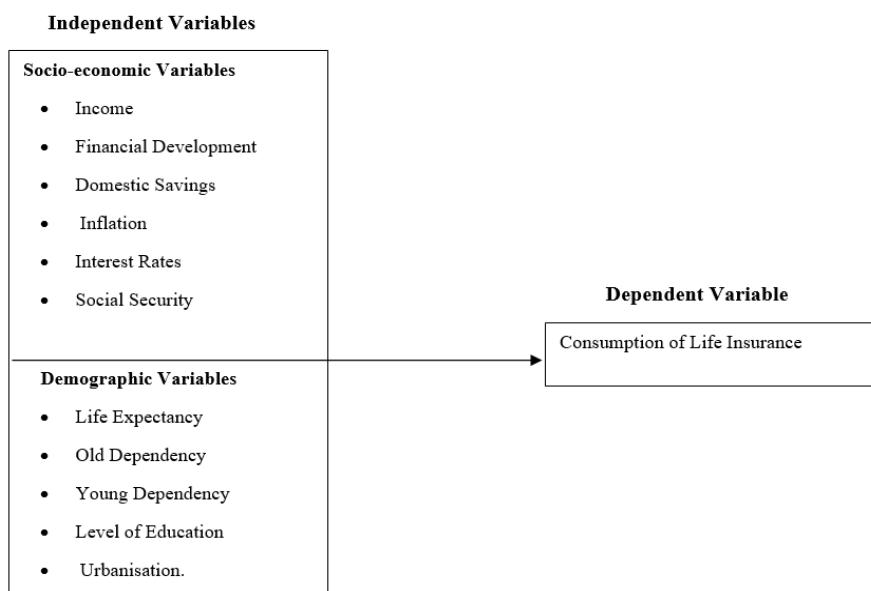 Independent Variables
Socio-economic Variables
• Income
• Financial Development
• Domestic Savings
• Inflation
• Interest Rates
• Social Security
Dependent Variable
Consumption of Life Insurance
Demographic Variables
• Life Expectancy
• Old Dependency
• Young Dependency
• Level of Education
• Urbanisation.